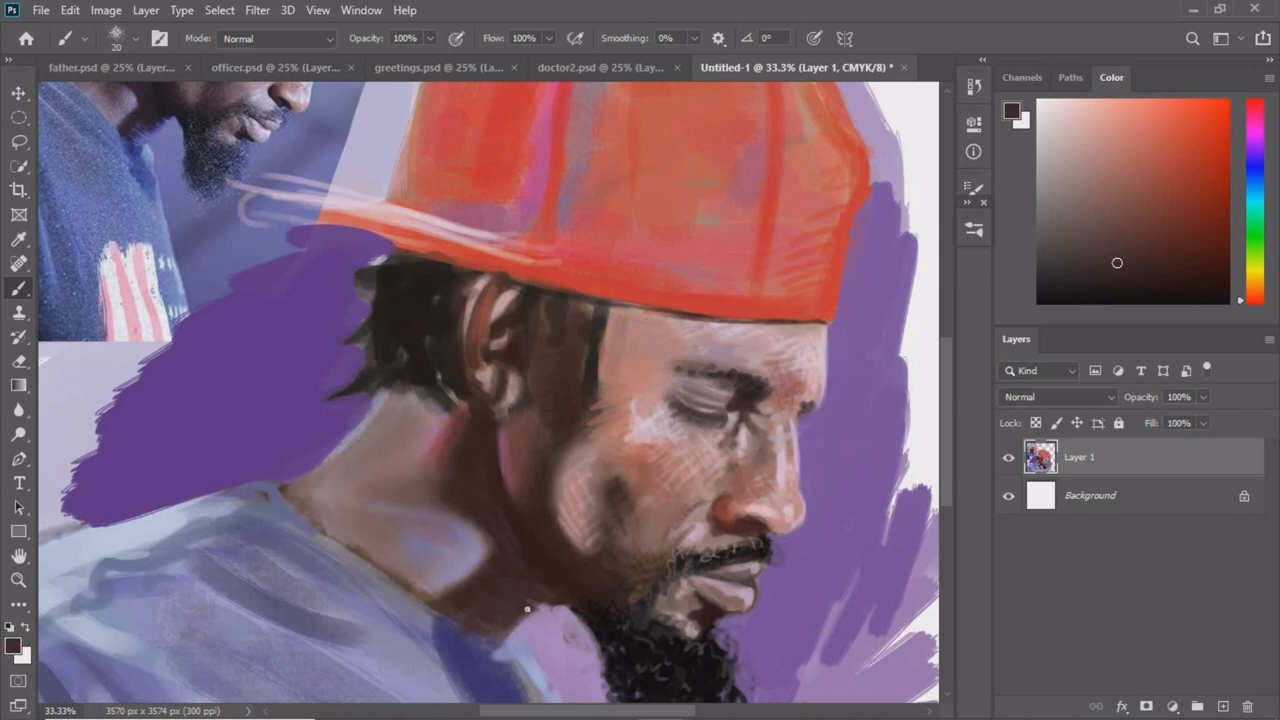 Ps File Edit Image Layer Type Select Filter 3D View Window Help
20 Mode: Normal Opacity: 100% Flow: 100% Smoothing: 0% 0°
father.psd @ 25% (Layer... × officer.psd @ 25% (Layer... × greetings.psd @ 25% (La... × doctor2.psd @ 25% (Lay... × Untitled-1 @ 33.3% (Layer 1, CMYK/8) * ×
Channels Paths Color
Layers
Kind
Normal Opacity: 100%
Lock: Fill: 100%
Layer 1
Background
33.33% 3570 px x 3574 px (300 ppi)